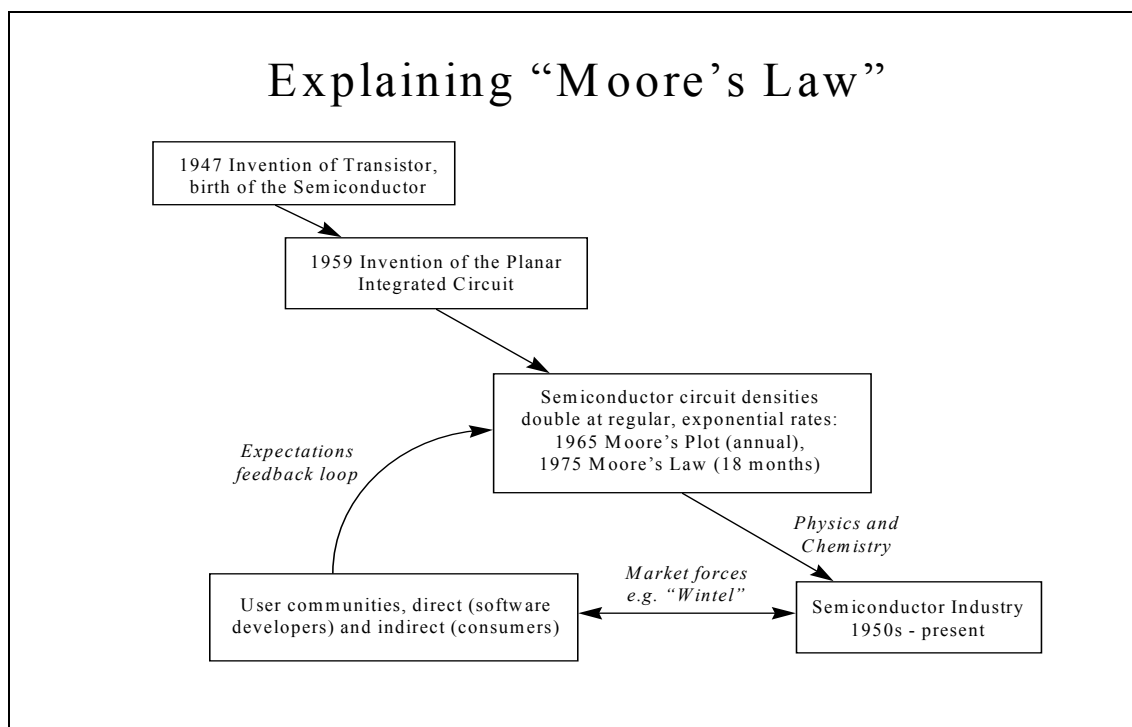 Explaining “Moore’s Law”
1947 Invention of Transistor,
birth of the Semiconductor
1959 Invention of the Planar
Integrated Circuit
Semiconductor circuit densities
double at regular, exponential rates:
1965 Moore’s Plot (annual),
1975 Moore’s Law (18 months)
Expectations
feedback loop
Physics and
Chemistry
Market forces
e.g. “Wintel”
User communities, direct (software
developers) and indirect (consumers)
Semiconductor Industry
1950s - present